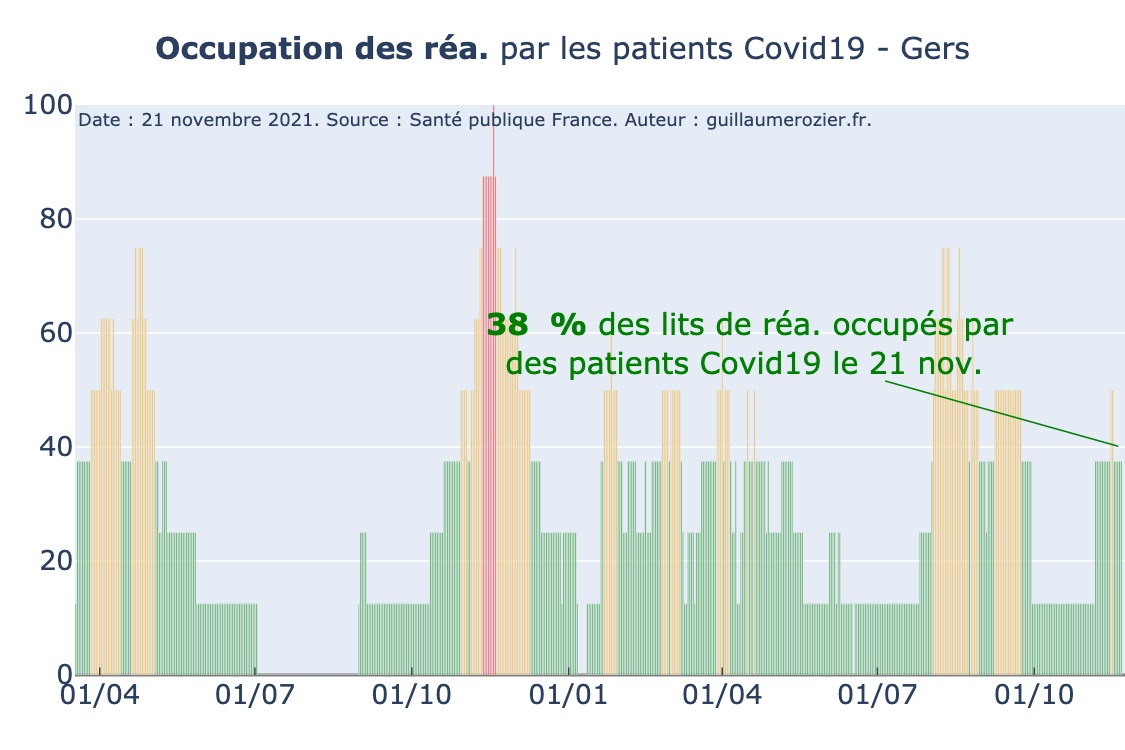 Occupation des réa. par les patients Covid19 - Gers
100
Date : 21 novembre 2021. Source : Santé publique France. Auteur : guillaumerozier.fr.
80
60
38 % des lits de réa. occupés par
des patients Covid19 le 21 nov.
40
20
0
01/04 01/07 01/10 01/01 01/04 01/07 01/10